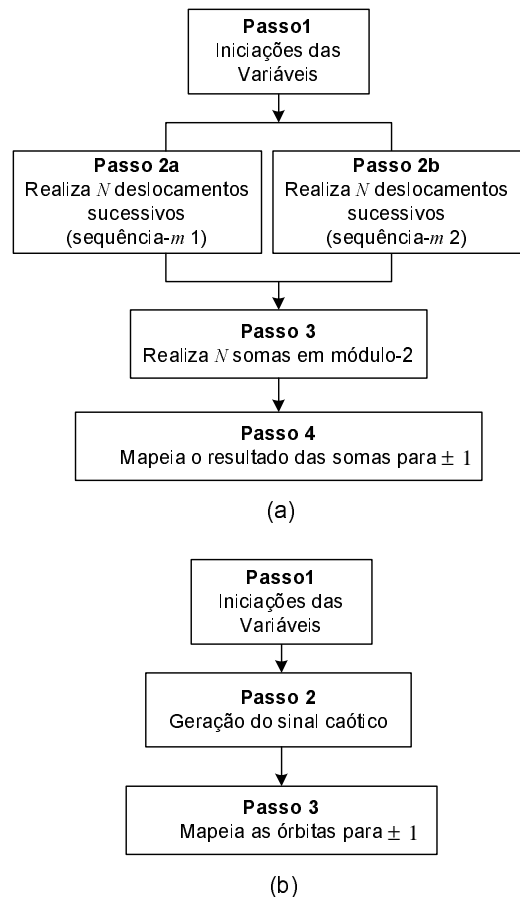 Passo1
Iniciações das
Variáveis
Passo 2a
Realiza N deslocamentos
sucessivos
(sequência-m 1)
Passo 2b
Realiza N deslocamentos
sucessivos
(sequência-m 2)
Passo 3
Realiza N somas em módulo-2
Passo 4
Mapeia o resultado das somas para ± 1
(a)
Passo1
Iniciações das
Variáveis
Passo 2
Geração do sinal caótico
Passo 3
Mapeia as órbitas para ± 1
(b)